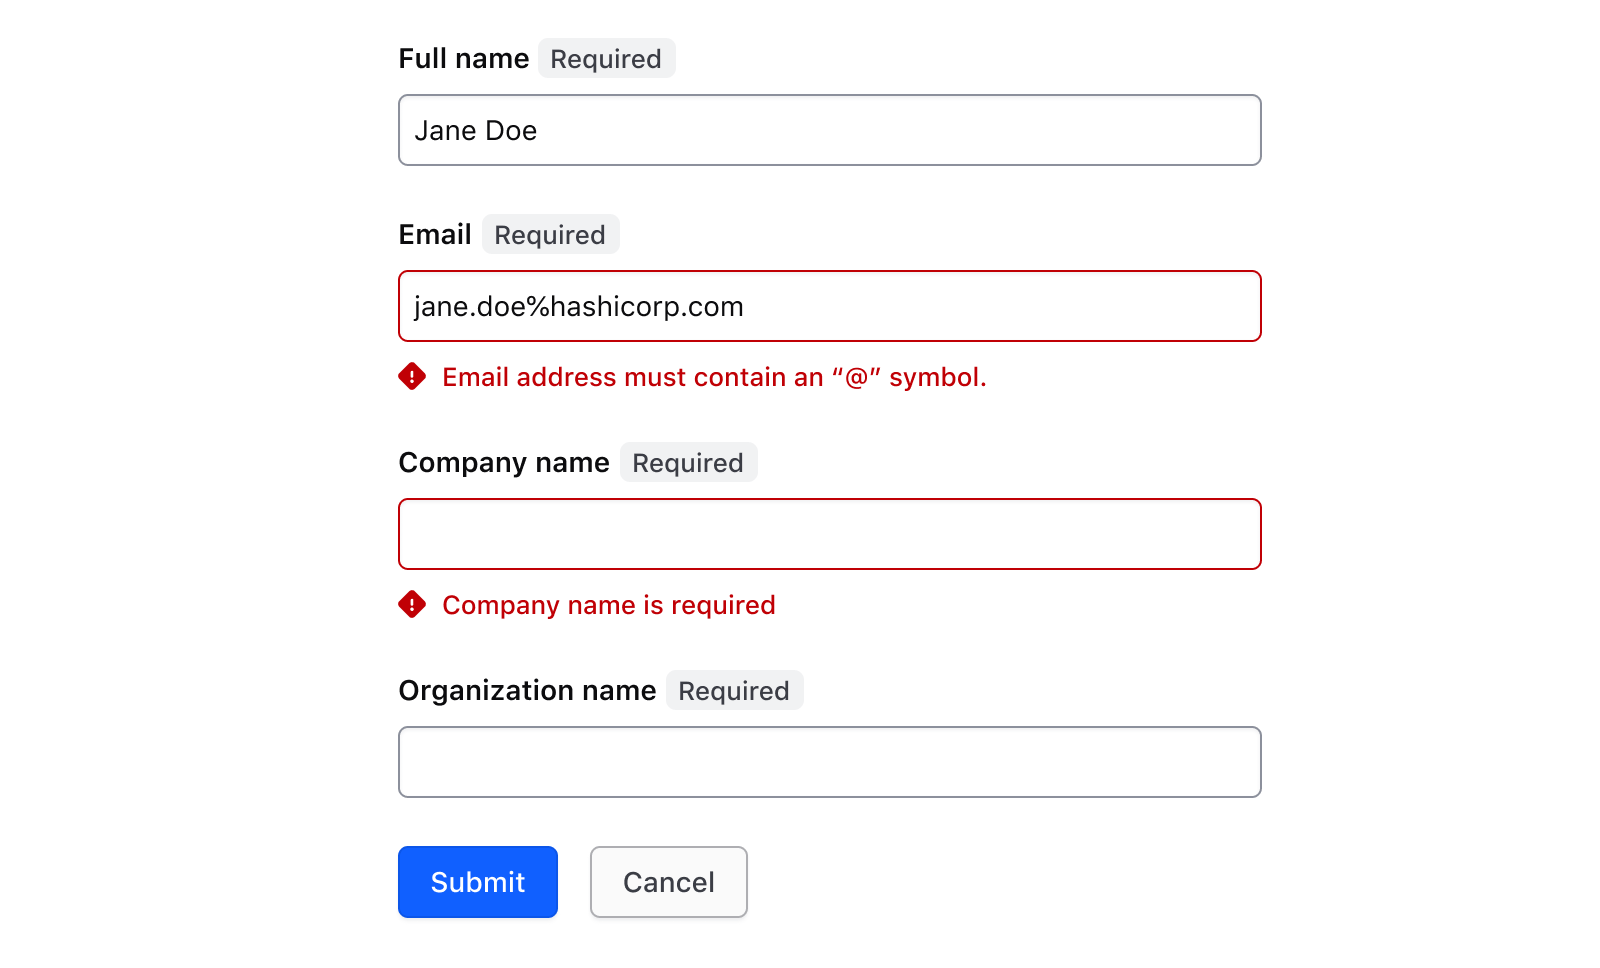 Full name Required
Jane Doe
Email Required
jane.doe%hashicorp.com
Email address must contain an “@” symbol.
Company name Required
Company name is required
Organization name Required
Submit Cancel